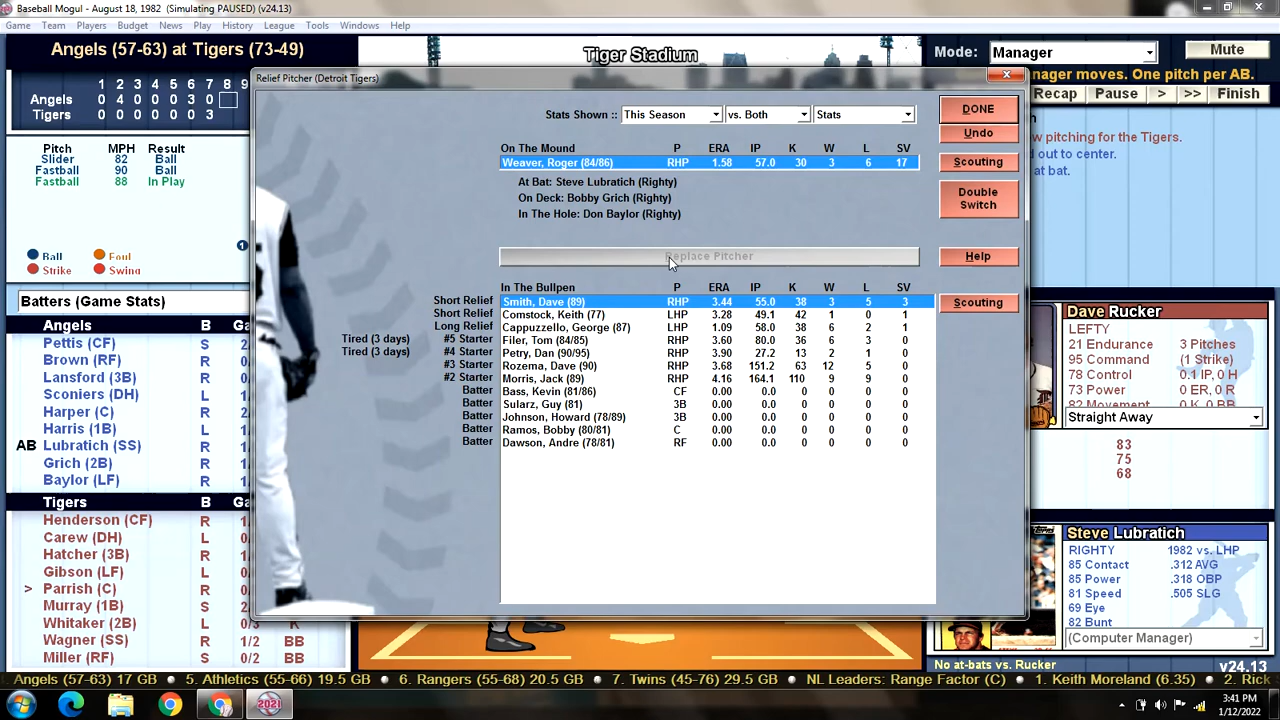 Baseball Mogul - August 18, 1982 (Simulating PAUSED) (v24.13)
Game Team Players Budget News Play History League Tools Windows Help
Angels (57-63) at Tigers (73-49)
1 2 3 4 5 6 7 8 9
Angels 0 4 0 0 0 3 0
Tigers 0 0 0 0 0 0 3
Pitch MPH Result
Slider 82 Ball
Fastball 90 Ball
Fastball 88 In Play
Ball Foul
Strike Swing
1
Batters (Game Stats)
Angels B
Pettis (CF) S
Brown (RF) L
Lansford (3B) R
Sconiers (DH) L
Harper (C) R
Harris (1B) R
AB Lubratich (SS) R
Grich (2B) R
Baylor (LF) R
Tigers B
Henderson (CF) R
Carew (DH) L
Hatcher (3B) R
Gibson (LF) L
> Parrish (C) R
Murray (1B) S
Whitaker (2B) L 0/3 K
Wagner (SS) R 1/2 BB
Miller (RF) S 0/2 BB
Tiger Stadium
Mode: Manager
Mute
nager moves. One pitch per AB.
Recap Pause > >> Finish
w pitching for the Tigers.
d out to center.
at bat.
Relief Pitcher (Detroit Tigers)
Stats Shown :: This Season vs. Both Stats
DONE
Undo
Scouting
Double
Switch
Help
Scouting
On The Mound P ERA IP K W L SV
Weaver, Roger (84/86) RHP 1.58 57.0 30 3 6 17
At Bat: Steve Lubratich (Righty)
On Deck: Bobby Grich (Righty)
In The Hole: Don Baylor (Righty)
Replace Pitcher
In The Bullpen P ERA IP K W L SV
Short Relief Smith, Dave (89) RHP 3.44 55.0 38 3 5 3
Short Relief Comstock, Keith (77) LHP 3.28 49.1 42 1 0 1
Long Relief Cappuzzello, George (87) LHP 1.09 58.0 38 6 2 1
Tired (3 days) #5 Starter Filer, Tom (84/85) RHP 3.60 80.0 36 6 3 0
Tired (3 days) #4 Starter Petry, Dan (90/95) RHP 3.90 27.2 13 2 1 0
#3 Starter Rozema, Dave (90) RHP 3.68 151.2 63 12 5 0
#2 Starter Morris, Jack (89) RHP 4.16 164.1 110 9 9 0
Batter Bass, Kevin (81/86) CF 0.00 0.0 0 0 0 0
Batter Sularz, Guy (81) 3B 0.00 0.0 0 0 0 0
Batter Johnson, Howard (78/89) 3B 0.00 0.0 0 0 0 0
Batter Ramos, Bobby (80/81) C 0.00 0.0 0 0 0 0
Batter Dawson, Andre (78/81) RF 0.00 0.0 0 0 0 0
Dave Rucker
LEFTY
21 Endurance 3 Pitches
95 Command (1 Strike)
78 Control 0.1 IP, 0 H
73 Power 0 ER, 0 R
82 Movement 0 K, 0 BB
Straight Away
83
75
68
Steve Lubratich
RIGHTY 1982 vs. LHP
85 Contact .312 AVG
85 Power .318 OBP
81 Speed .505 SLG
69 Eye
82 Bunt
(Computer Manager)
No at-bats vs. Rucker
v24.13
Angels (57-63) 17 GB • 5. Athletics (55-66) 19.5 GB • 6. Rangers (55-68) 20.5 GB • 7. Twins (45-76) 29.5 GB • NL Leaders: Range Factor (C) • 1. Keith Moreland (6.35) • 2. Rick
2021
3:41 PM
1/12/2022